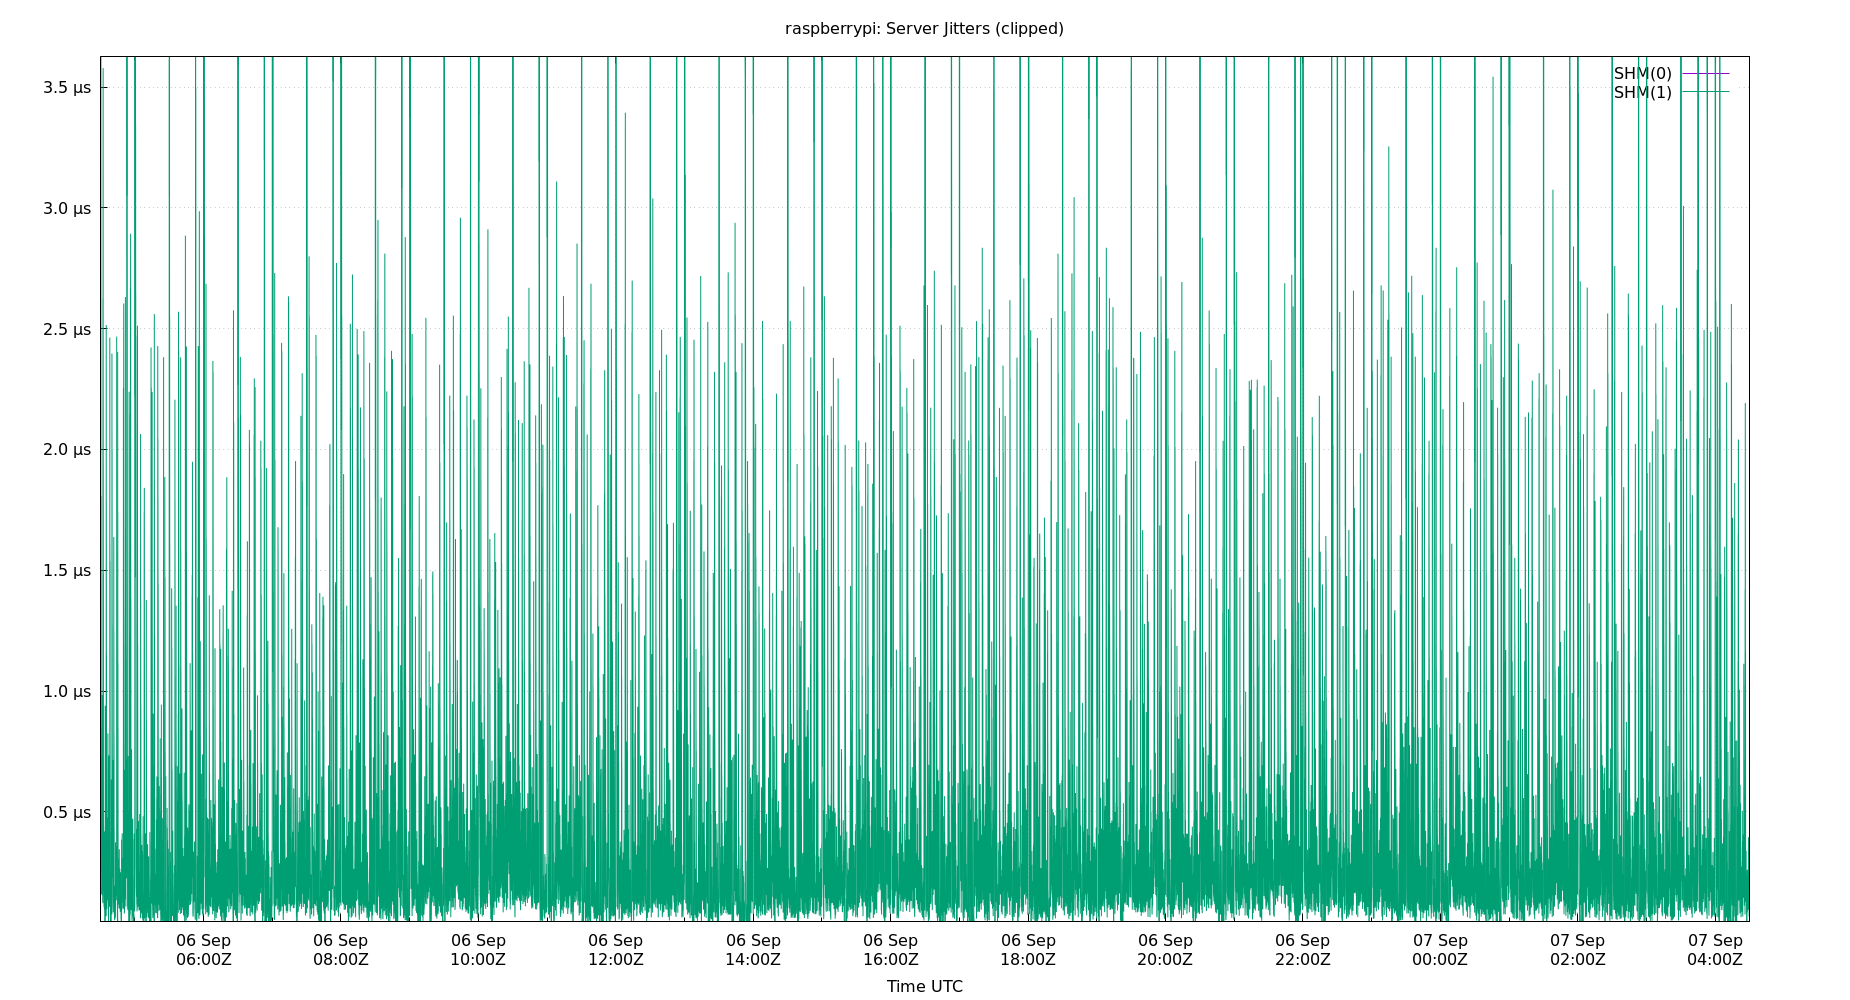 raspberrypi: Server Jitters (clipped)
SHM(0)
SHM(1)
3.5 µs
3.0 µs
2.5 µs
2.0 µs
1.5 µs
1.0 µs
0.5 µs
06 Sep 06 Sep 06 Sep 06 Sep 06 Sep 06 Sep 06 Sep 06 Sep 06 Sep 07 Sep 07 Sep 07 Sep
06:00Z 08:00Z 10:00Z 12:00Z 14:00Z 16:00Z 18:00Z 20:00Z 22:00Z 00:00Z 02:00Z 04:00Z
Time UTC